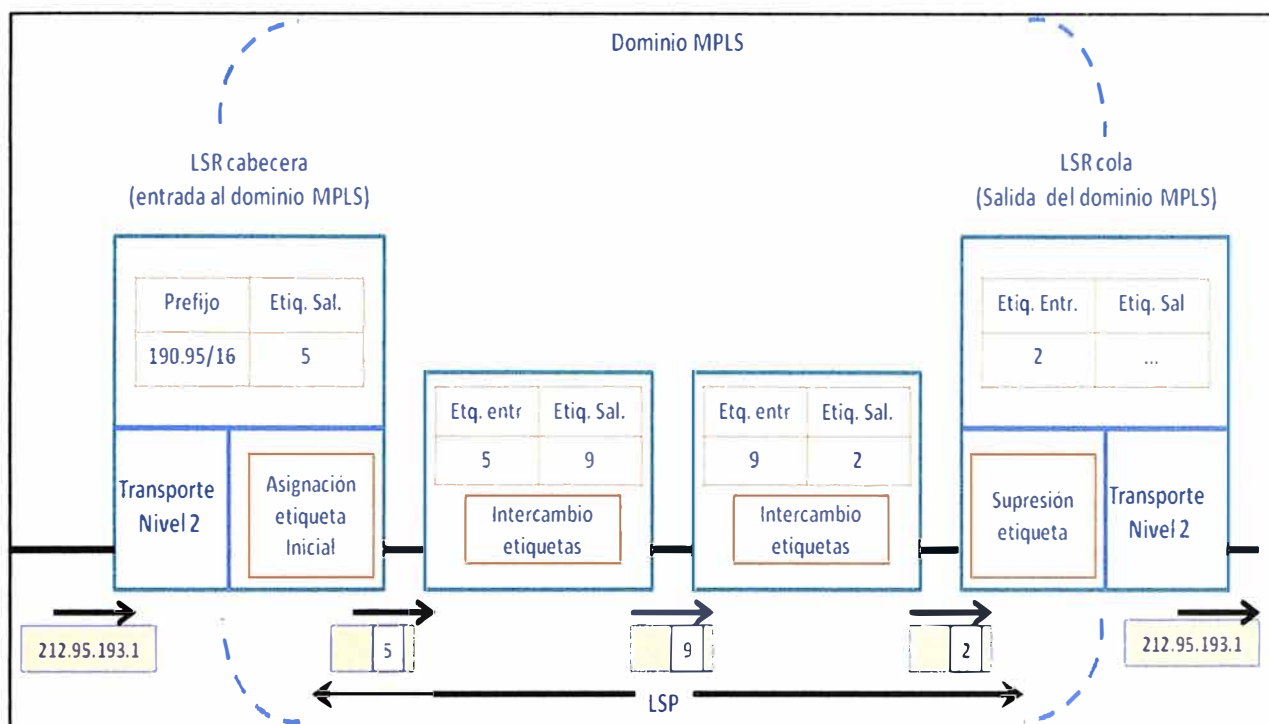 Dominio MPLS
LSR cabecera
(entrada al dominio MPLS)
LSR cola
(Salida del dominio MPLS)
Prefijo Etiq. Sal.
190.95/16 5
Etiq. Entr. Etiq. Sal
2 ...
Etq. entr Etiq. Sal.
5 9
Etq. entr Etiq. Sal.
9 2
Transporte
Nivel 2
Asignación
etiqueta
Inicial
Intercambio
etiquetas
Intercambio
etiquetas
Supresión
etiqueta
Transporte
Nivel 2
212.95.193.1
5
9
2
212.95.193.1
LSP